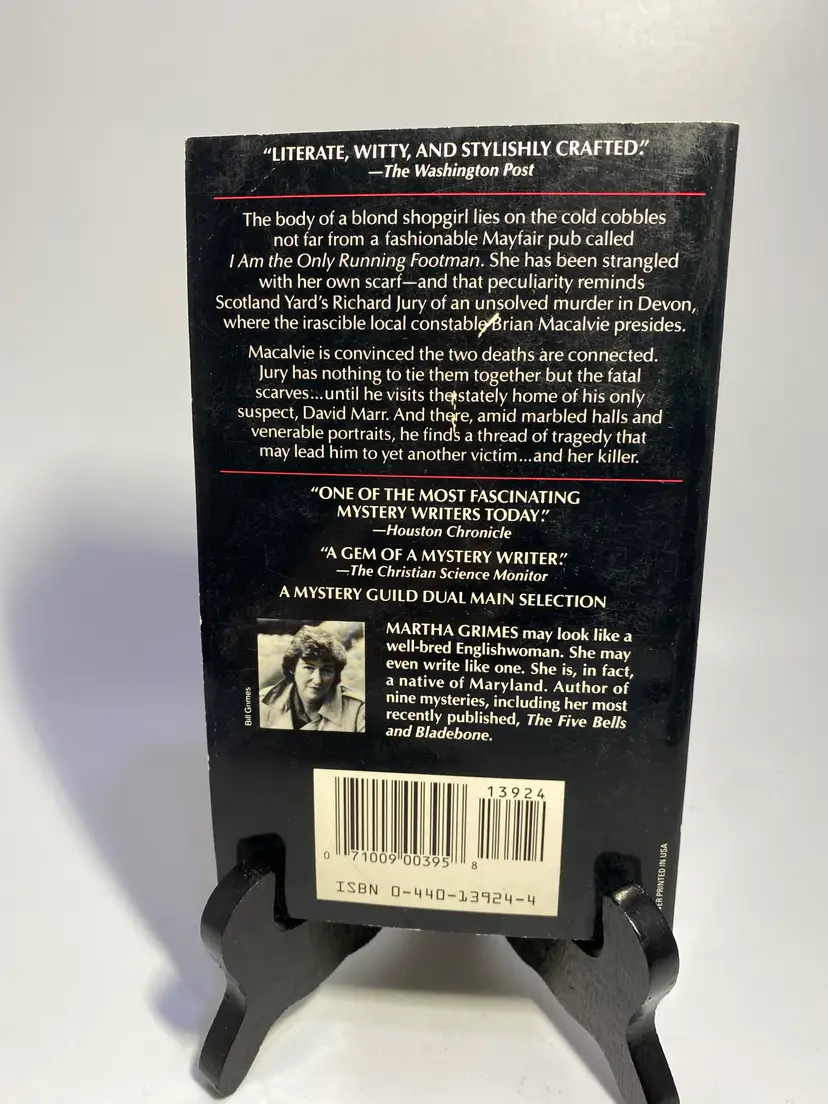 “LITERATE, WITTY, AND STYLISHLY CRAFTED.”
—The Washington Post
The body of a blond shopgirl lies on the cold cobbles
not far from a fashionable Mayfair pub called
I Am the Only Running Footman. She has been strangled
with her own scarf—and that peculiarity reminds
Scotland Yard’s Richard Jury of an unsolved murder in Devon,
where the irascible local constable Brian Macalvie presides.
Macalvie is convinced the two deaths are connected.
Jury has nothing to tie them together but the fatal
scarves...until he visits the stately home of his only
suspect, David Marr. And there, amid marbled halls and
venerable portraits, he finds a thread of tragedy that
may lead him to yet another victim...and her killer.
“ONE OF THE MOST FASCINATING
MYSTERY WRITERS TODAY.”
—Houston Chronicle
“A GEM OF A MYSTERY WRITER.”
—The Christian Science Monitor
A MYSTERY GUILD DUAL MAIN SELECTION
MARTHA GRIMES may look like a
well-bred Englishwoman. She may
even write like one. She is, in fact,
a native of Maryland. Author of
nine mysteries, including her most
recently published, The Five Bells
and Bladebone.
Bill Grimes
13924
0 71009 00395 8
ISBN 0-440-13924-4
PRINTED IN USA